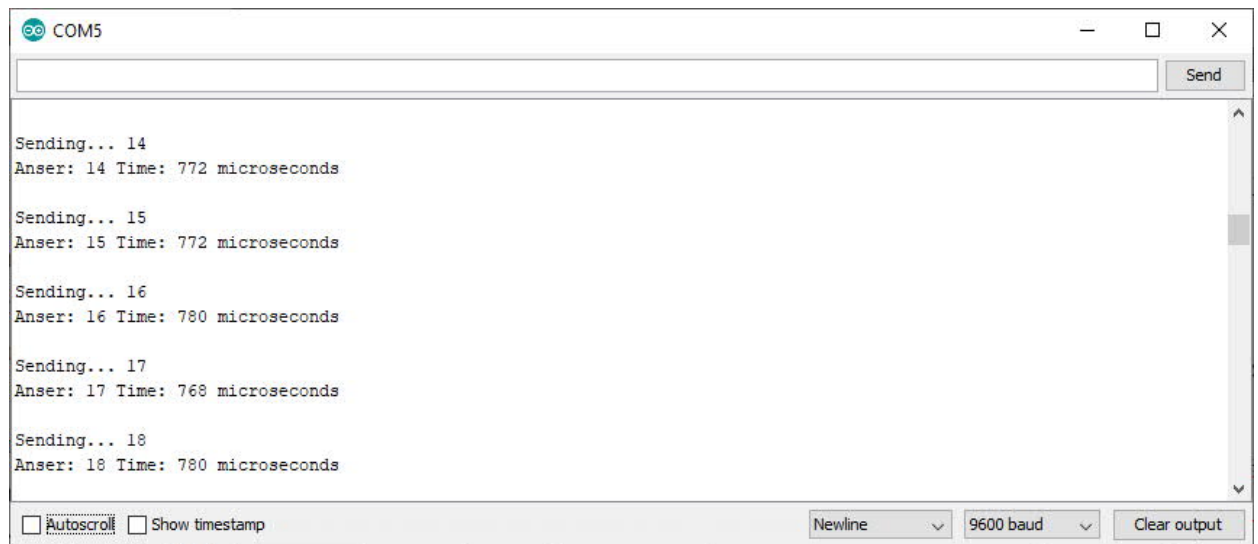 COM5
Send
Sending... 14
Anser: 14 Time: 772 microseconds
Sending... 15
Anser: 15 Time: 772 microseconds
Sending... 16
Anser: 16 Time: 780 microseconds
Sending... 17
Anser: 17 Time: 768 microseconds
Sending... 18
Anser: 18 Time: 780 microseconds
Autoscroll Show timestamp Newline 9600 baud Clear output